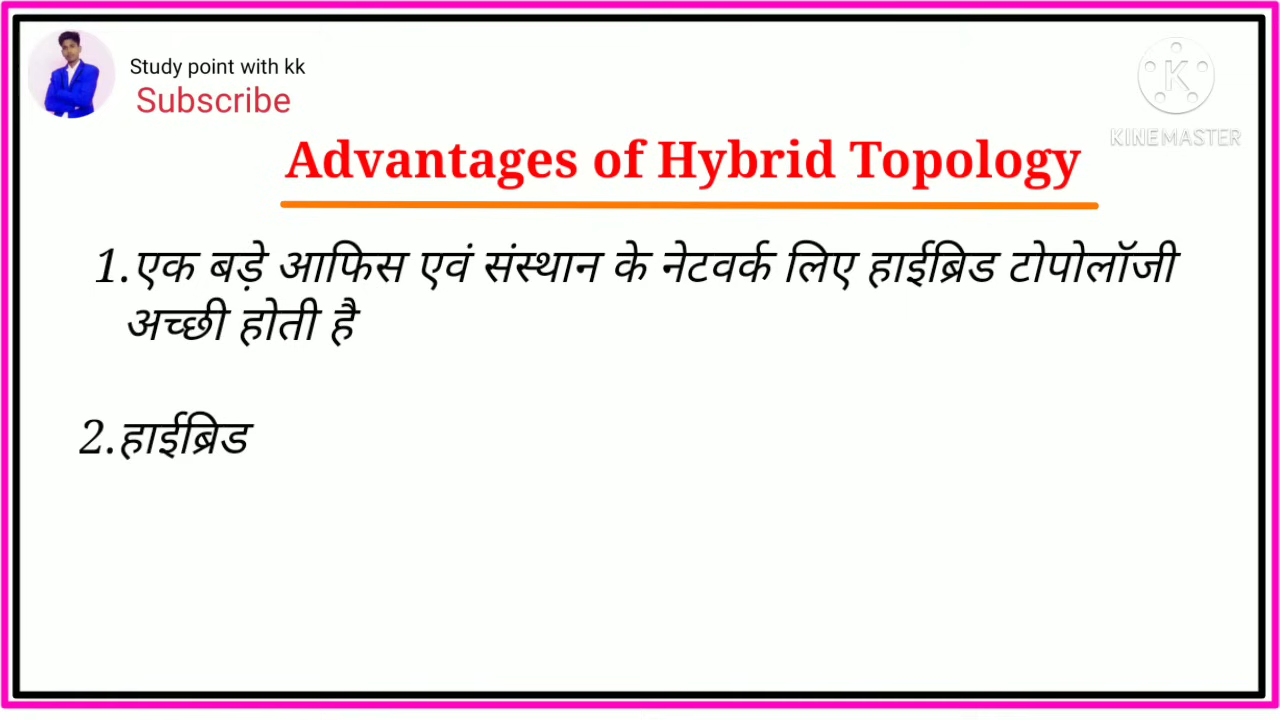 Study point with kk
Subscribe
KINEMASTER
Advantages of Hybrid Topology
1.एक बड़े आफिस एवं संस्थान के नेटवर्क लिए हाईब्रिड टोपोलॉजी
अच्छी होती है
2.हाईब्रिड